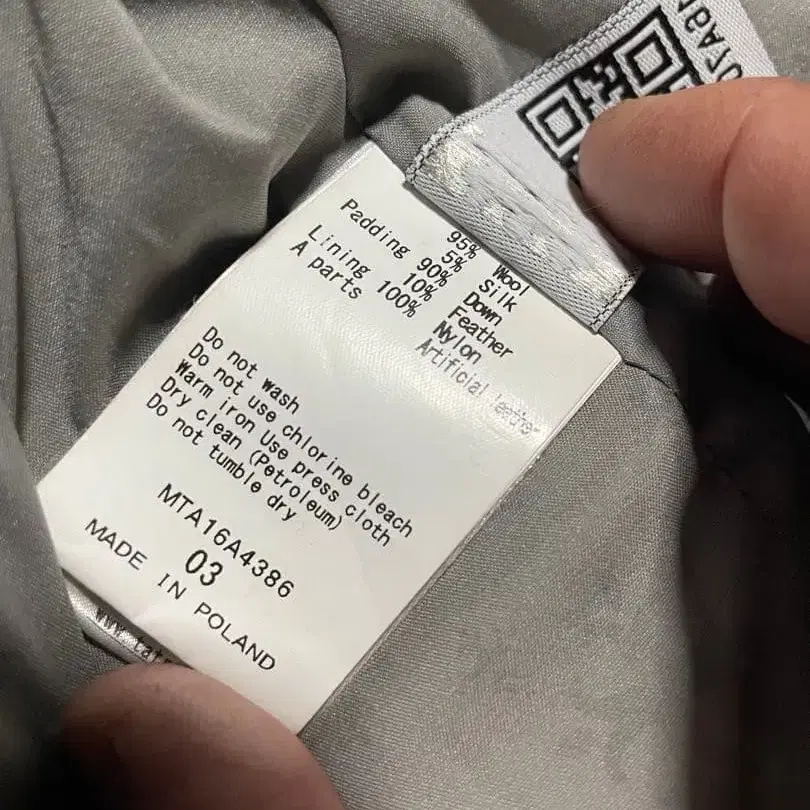 95% Wool
5% Silk
Padding 90% Down
10% Feather
Lining 100% Nylon
A parts Artificial leather
Do not wash
Do not use chlorine bleach
Warm iron Use press cloth
Dry clean (Petroleum)
Do not tumble dry
MTA16A4386
03
MADE IN POLAND
www.tat